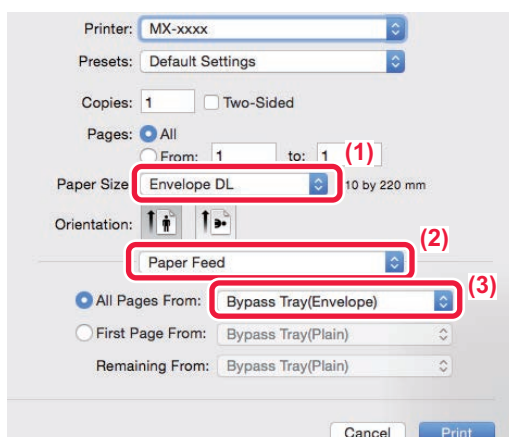 Printer: MX-xxxx
Presets: Default Settings
Copies: 1 Two-Sided
Pages: All
From: 1 to: 1 (1)
Paper Size Envelope DL 10 by 220 mm
Orientation:
(2)
Paper Feed
(3)
All Pages From: Bypass Tray(Envelope)
First Page From: Bypass Tray(Plain)
Remaining From: Bypass Tray(Plain)
Cancel Print